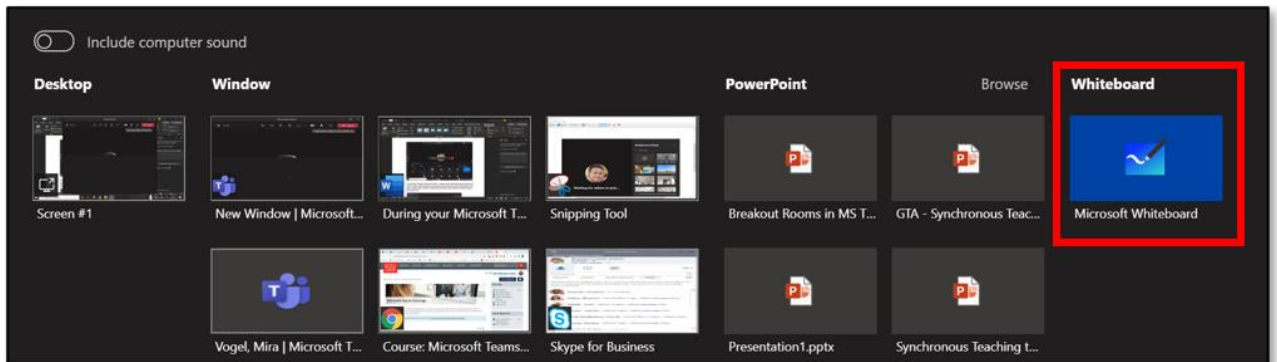 Include computer sound
Desktop
Window
PowerPoint
Browse
Whiteboard
Screen #1
New Window | Microsoft...
During your Microsoft T...
Snipping Tool
Breakout Rooms in MS T...
GTA - Synchronous Teac...
Microsoft Whiteboard
Vogel, Mira | Microsoft T...
Course: Microsoft Teams...
Skype for Business
Presentation1.pptx
Synchronous Teaching t...